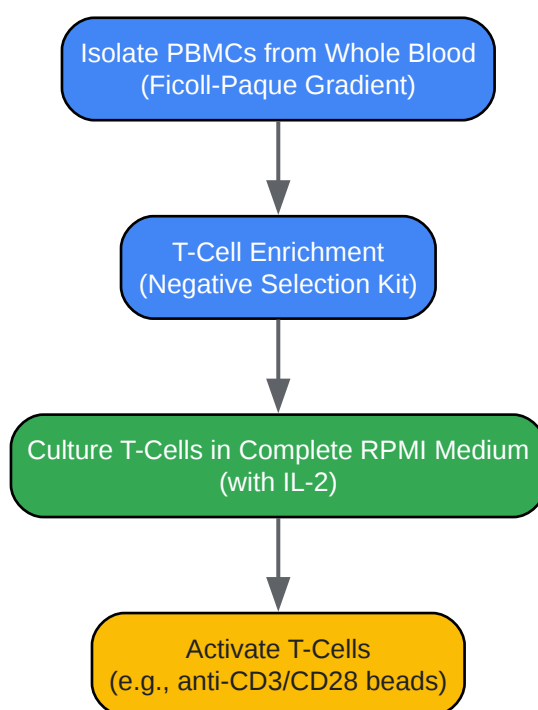 Isolate PBMCs from Whole Blood
(Ficoll-Paque Gradient)
T-Cell Enrichment
(Negative Selection Kit)
Culture T-Cells in Complete RPMI Medium
(with IL-2)
Activate T-Cells
(e.g., anti-CD3/CD28 beads)